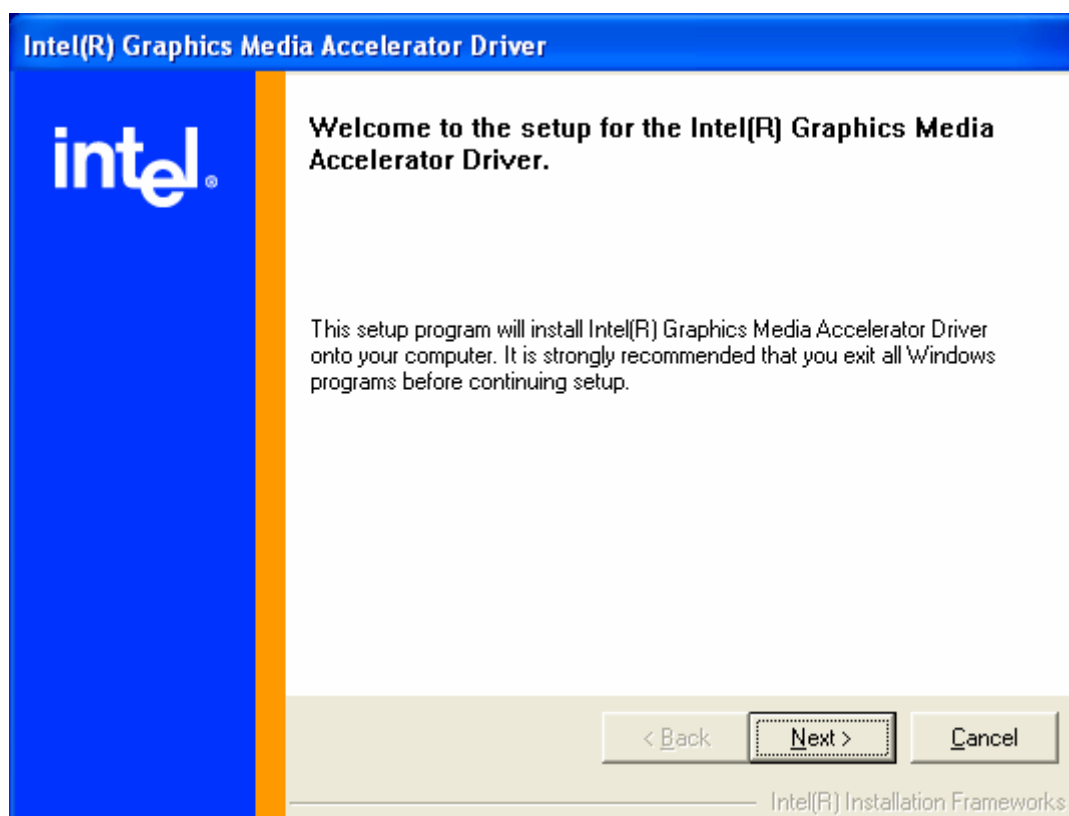 Intel(R) Graphics Media Accelerator Driver
intel®
Welcome to the setup for the Intel(R) Graphics Media
Accelerator Driver.
This setup program will install Intel(R) Graphics Media Accelerator Driver
onto your computer. It is strongly recommended that you exit all Windows
programs before continuing setup.
< Back
Next >
Cancel
Intel(R) Installation Frameworks